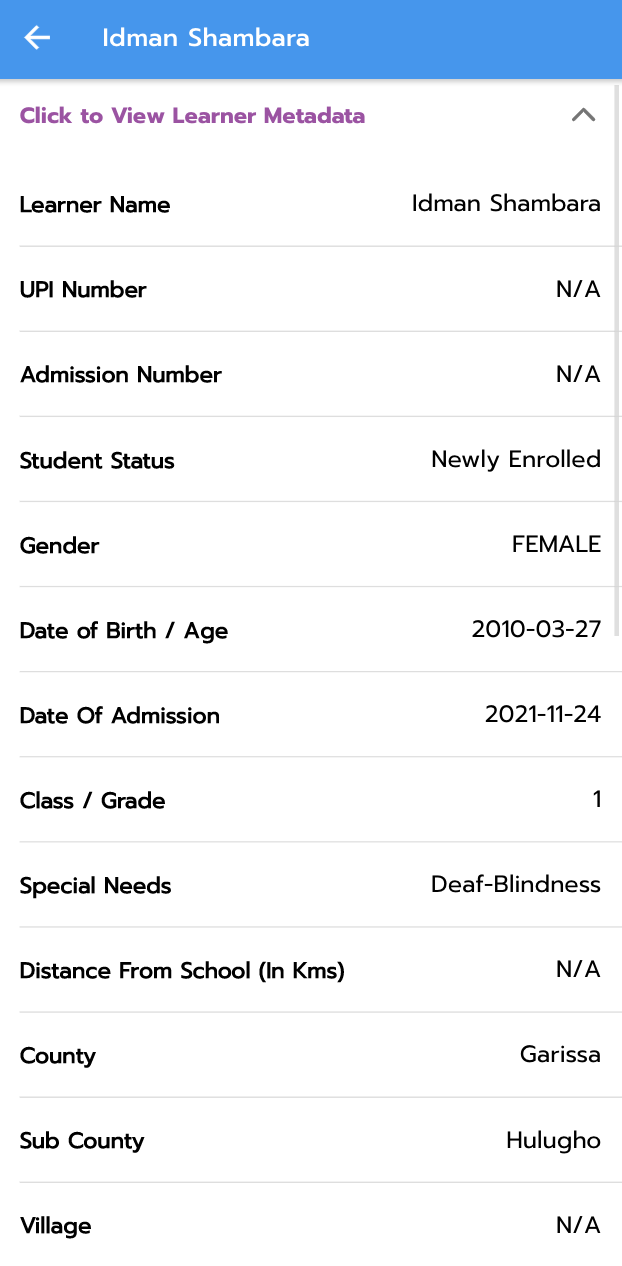 Idman Shambara
Click to View Learner Metadata
Learner Name Idman Shambara
UPI Number N/A
Admission Number N/A
Student Status Newly Enrolled
Gender FEMALE
Date of Birth / Age 2010-03-27
Date Of Admission 2021-11-24
Class / Grade 1
Special Needs Deaf-Blindness
Distance From School (In Kms) N/A
County Garissa
Sub County Hulugho
Village N/A